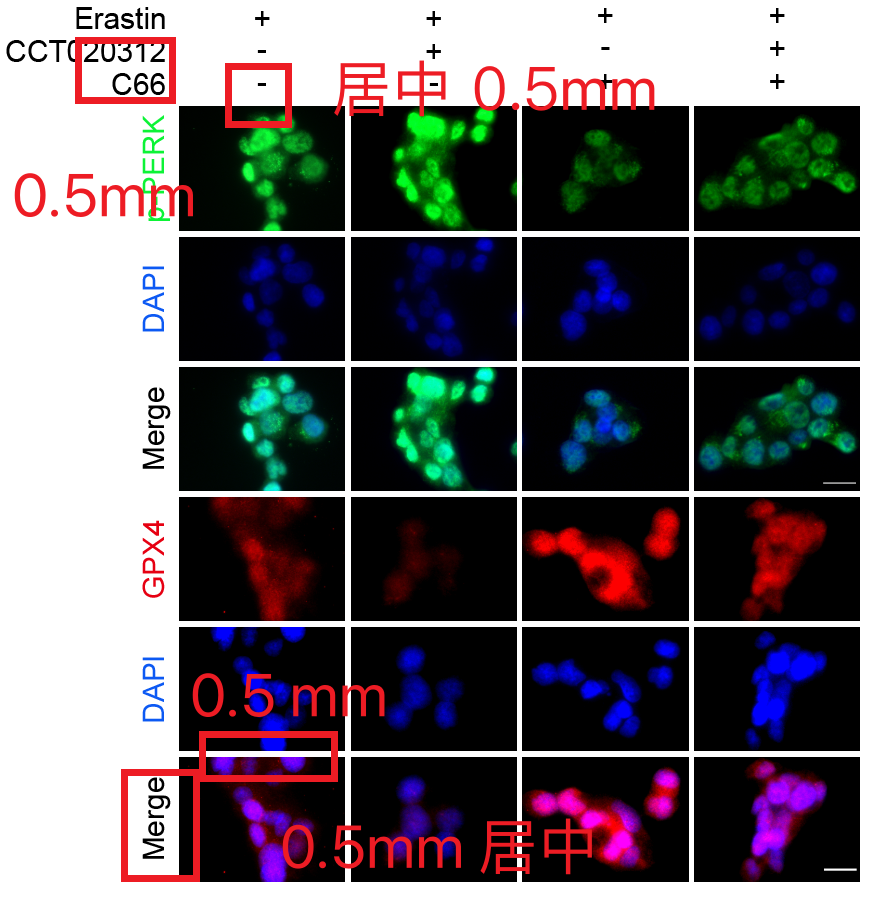 Erastin + + + +
CCT020312 - + - +
C66 - - + +
居中 0.5mm
p-PERK
0.5mm
DAPI
Merge
GPX4
DAPI
0.5 mm
Merge
0.5mm 居中